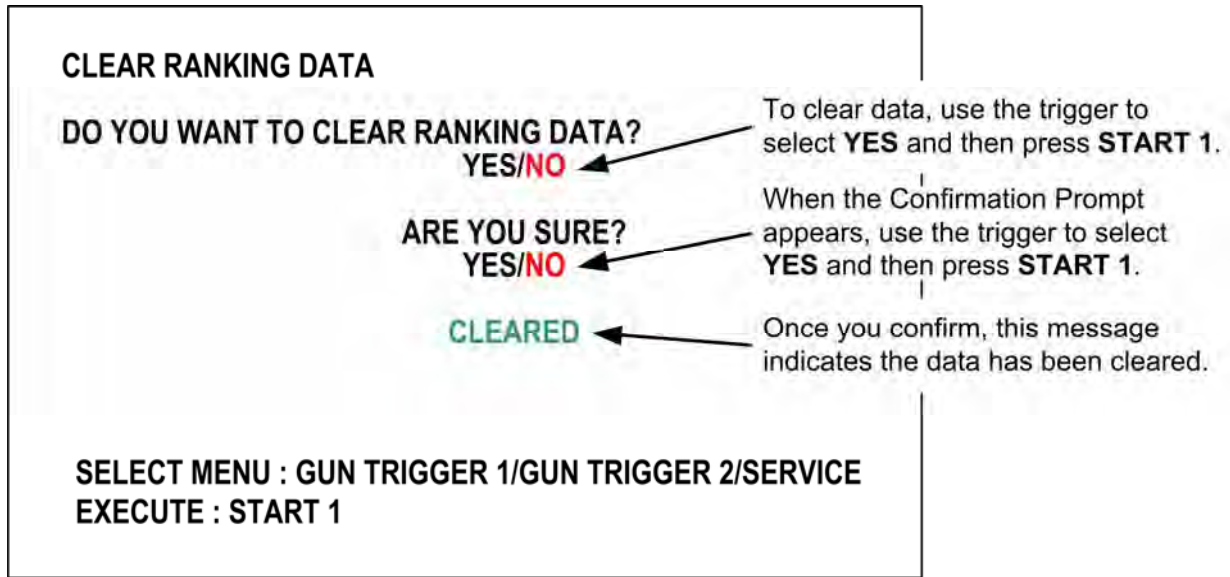 CLEAR RANKING DATA
DO YOU WANT TO CLEAR RANKING DATA?
YES/NO
To clear data, use the trigger to
select YES and then press START 1.
ARE YOU SURE?
YES/NO
When the Confirmation Prompt
appears, use the trigger to select
YES and then press START 1.
CLEARED
Once you confirm, this message
indicates the data has been cleared.
SELECT MENU : GUN TRIGGER 1/GUN TRIGGER 2/SERVICE
EXECUTE : START 1